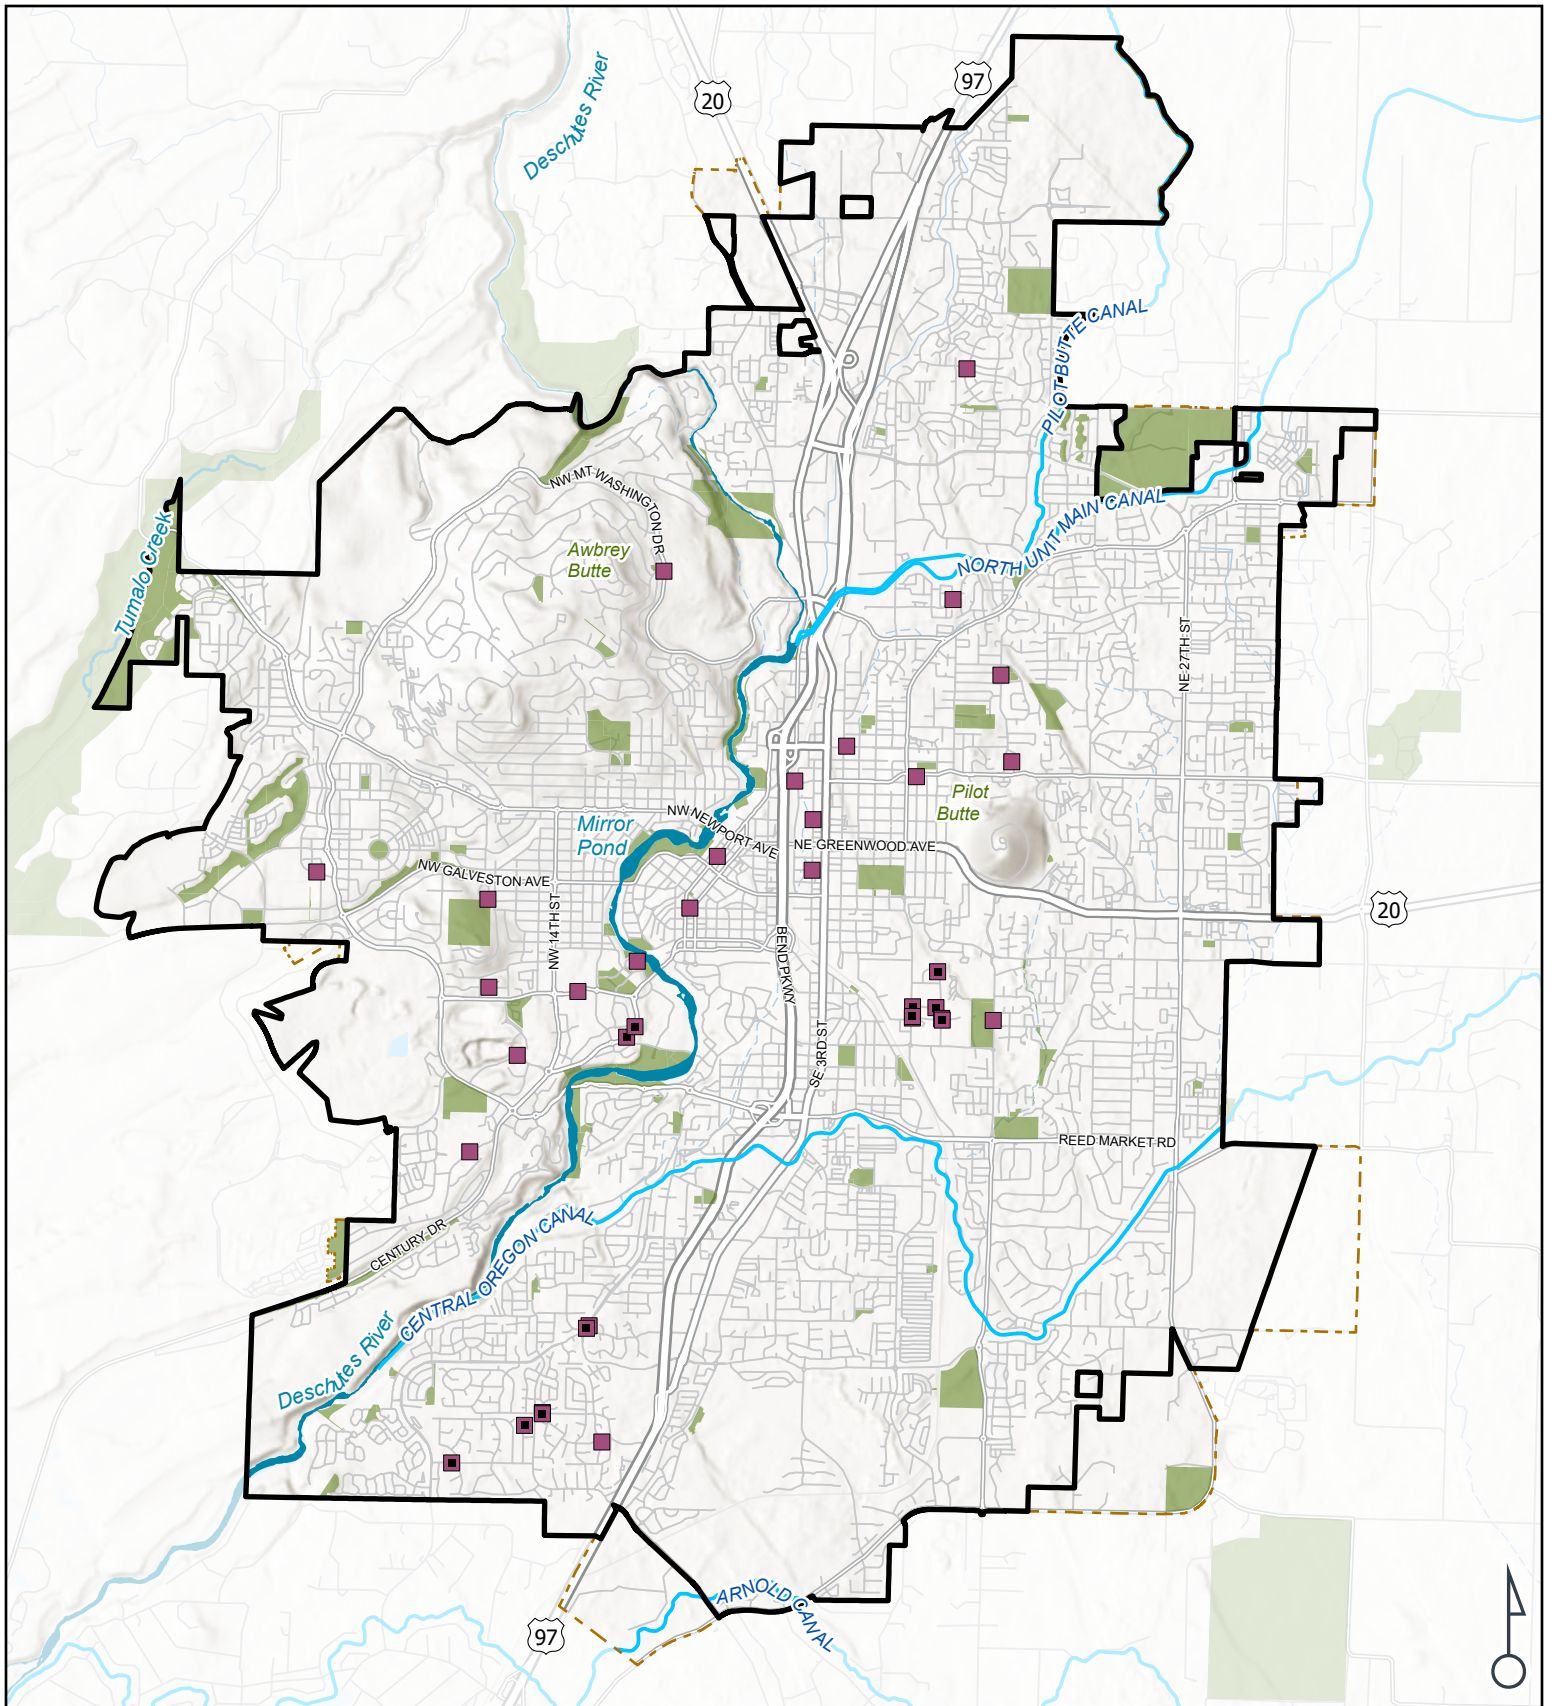 97
20
Deschutes River
PILOT BUTTE CANAL
NW MT WASHINGTON DR
NORTH UNIT MAIN CANAL
Tumalo Creek
Awbrey
Butte
NE 27TH ST
Pilot
Butte
Mirror
Pond
NW NEWPORT AVE
NE GREENWOOD AVE
NW GALVESTON AVE
20
NW 14TH ST
BEND PKWY
SE 3RD ST
REED MARKET RD
CENTURY DR
CENTRAL OREGON CANAL
Deschutes River
ARNOLD CANAL
97